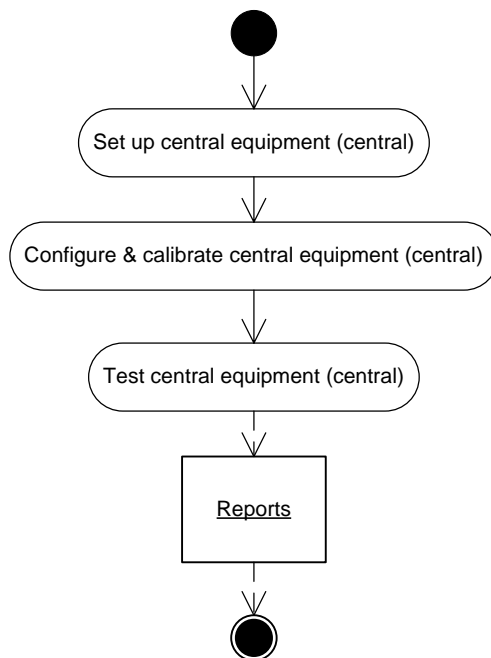 Set up central equipment (central)
Configure & calibrate central equipment (central)
Test central equipment (central)
Reports